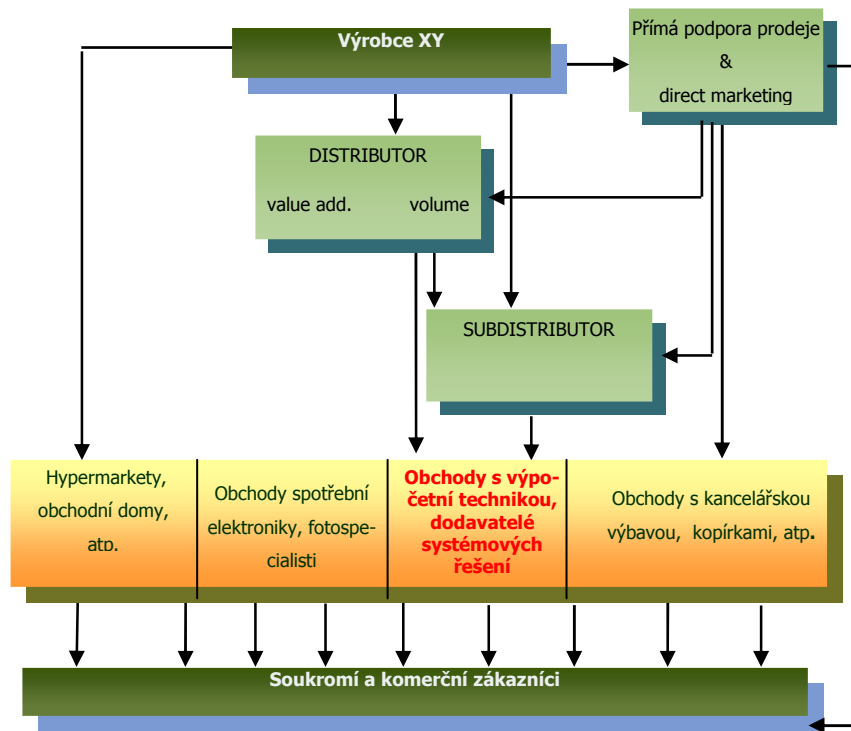 Výrobce XY
Přímá podpora prodeje
&
direct marketing
DISTRIBUTOR
value add. volume
SUBDISTRIBUTOR
Hypermarkety,
obchodní domy,
atp.
Obchody spotřební
elektroniky, fotospe-
cialisti
Obchody s výpo-
četní technikou,
dodavatelé
systémových
řešení
Obchody s kancelářskou
výbavou, kopírkami, atp.
Soukromí a komerční zákazníci